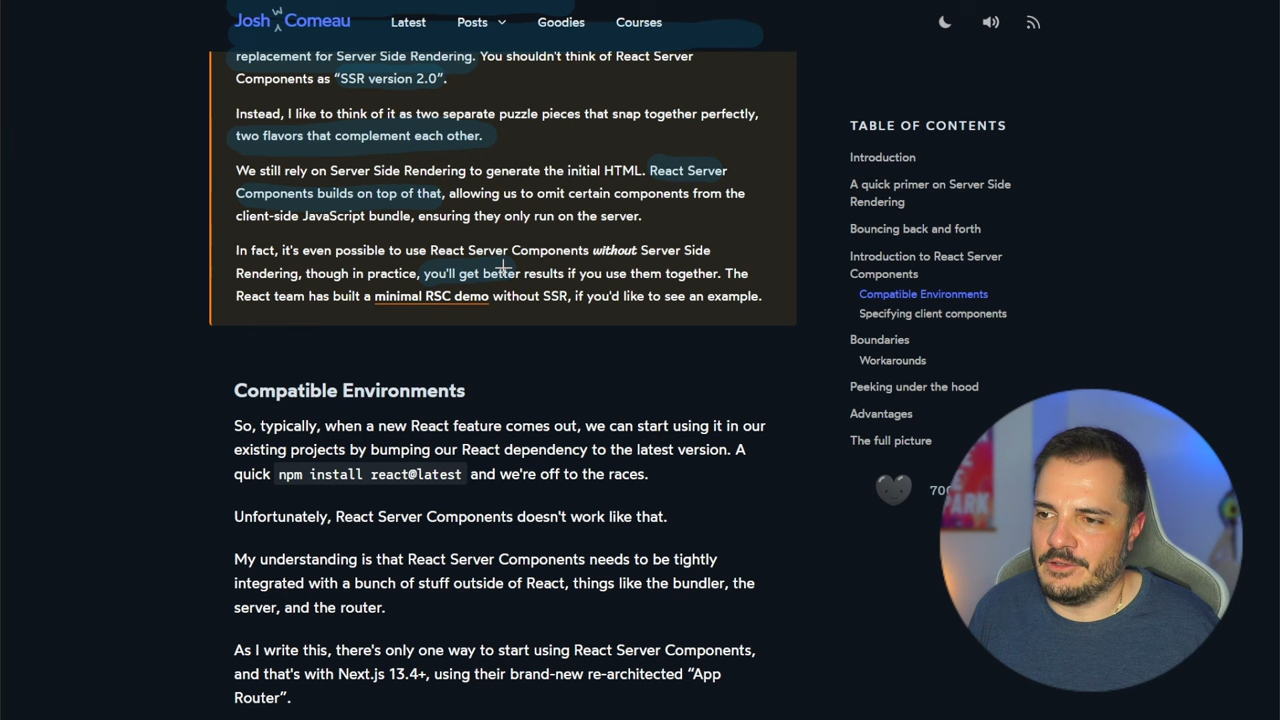 Josh W Comeau
Latest
Posts
Goodies
Courses
replacement for Server Side Rendering. You shouldn't think of React Server
Components as “SSR version 2.0”.
Instead, I like to think of it as two separate puzzle pieces that snap together perfectly,
two flavors that complement each other.
We still rely on Server Side Rendering to generate the initial HTML. React Server
Components builds on top of that, allowing us to omit certain components from the
client-side JavaScript bundle, ensuring they only run on the server.
In fact, it's even possible to use React Server Components without Server Side
Rendering, though in practice, you'll get better results if you use them together. The
React team has built a minimal RSC demo without SSR, if you'd like to see an example.
Compatible Environments
So, typically, when a new React feature comes out, we can start using it in our
existing projects by bumping our React dependency to the latest version. A
quick npm install react@latest and we're off to the races.
Unfortunately, React Server Components doesn't work like that.
My understanding is that React Server Components needs to be tightly
integrated with a bunch of stuff outside of React, things like the bundler, the
server, and the router.
As I write this, there's only one way to start using React Server Components,
and that's with Next.js 13.4+, using their brand-new re-architected “App
Router”.
TABLE OF CONTENTS
Introduction
A quick primer on Server Side
Rendering
Bouncing back and forth
Introduction to React Server
Components
Compatible Environments
Specifying client components
Boundaries
Workarounds
Peeking under the hood
Advantages
The full picture